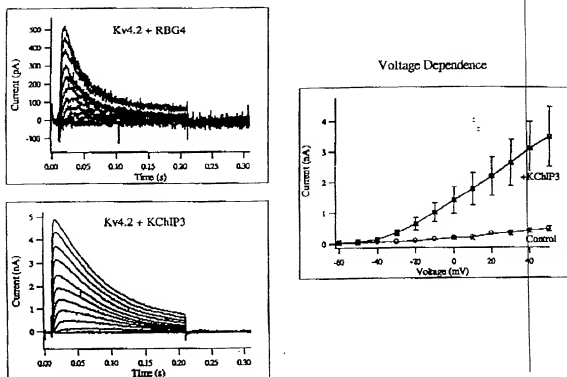 Kv4.2 + RBG4
Current (pA)
500
400
300
200
100
0
-100
0.00 0.05 0.10 0.15 0.20 0.25 0.30
Time (s)
Kv4.2 + KChIP3
Current (nA)
5
4
3
2
1
0
0.00 0.05 0.10 0.15 0.20 0.25 0.30
Time (s)
Voltage Dependence
Current (nA)
4
3
2
1
0
+KChIP3
Control
-60 -40 -20 0 20 40
Voltage (mV)